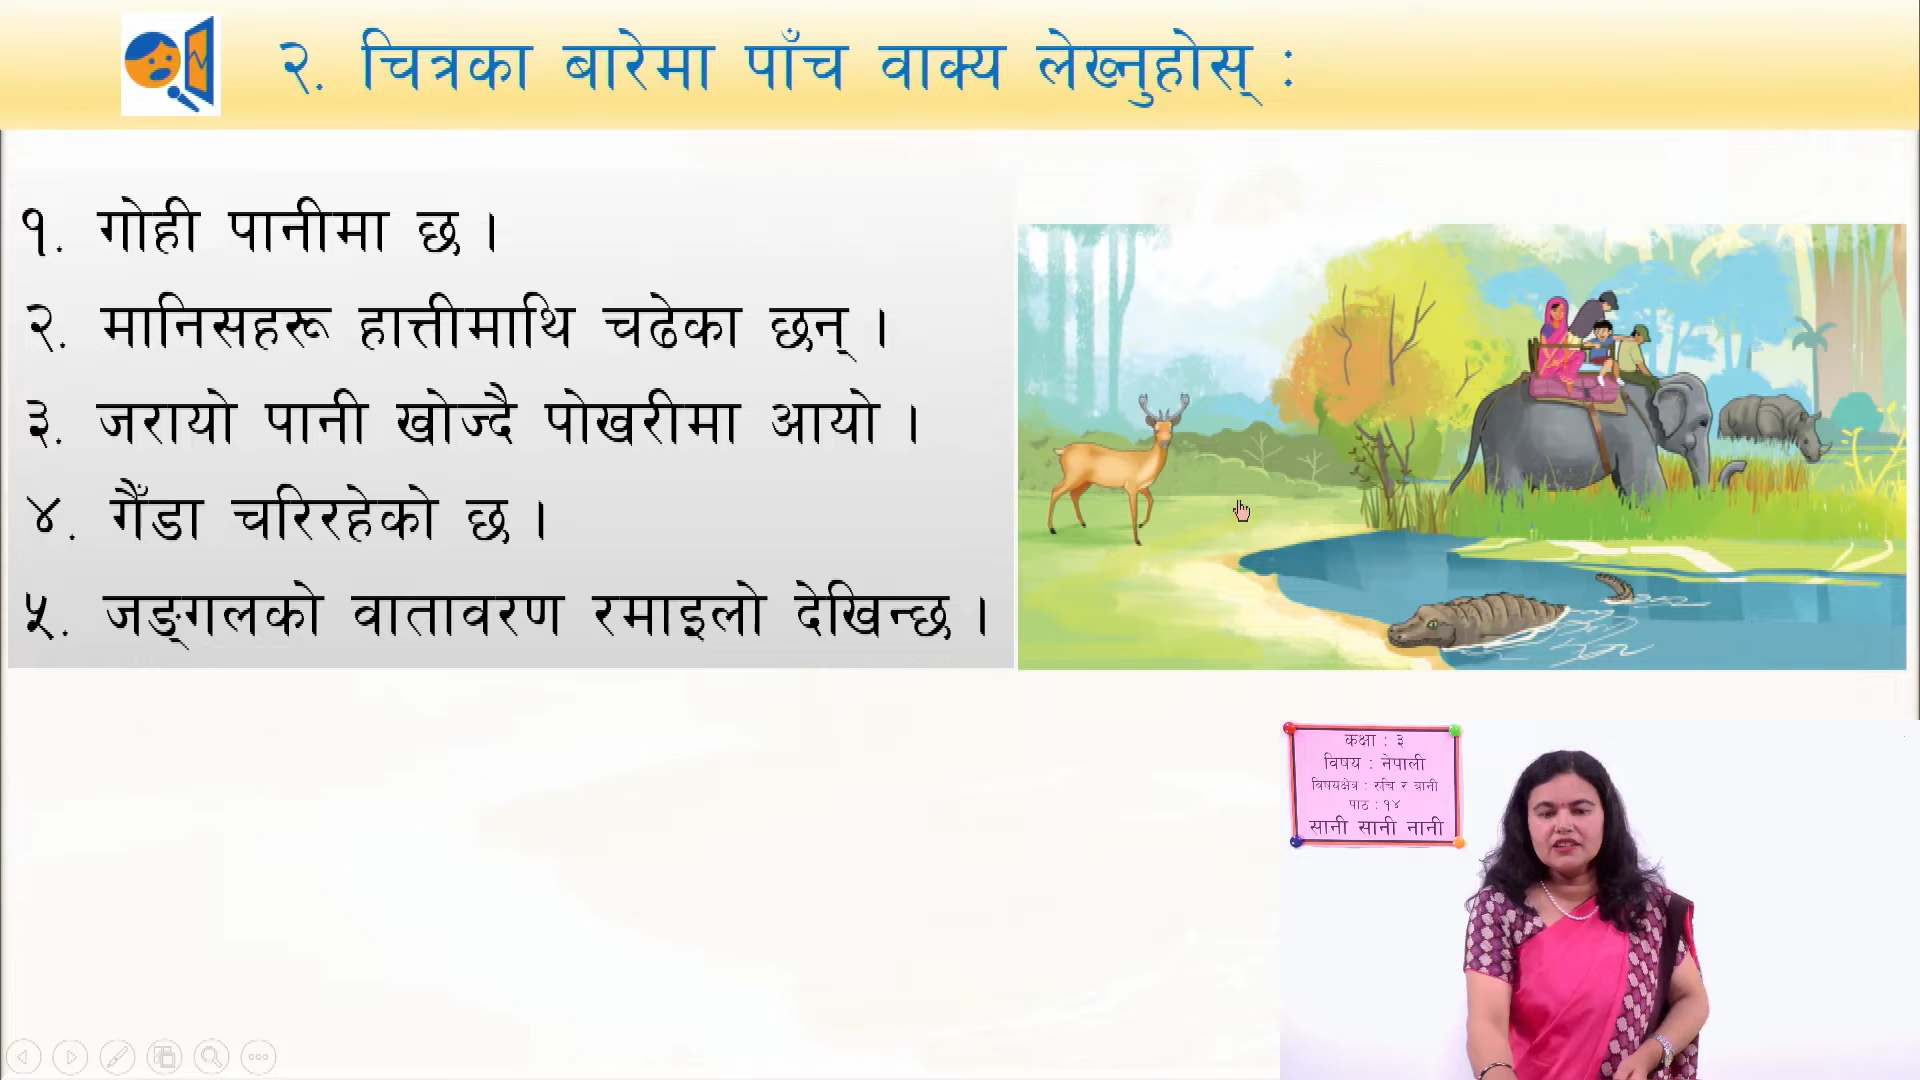 २. चित्रका बारेमा पाँच वाक्य लेख्नुहोस् :
१. गोही पानीमा छ ।
२. मानिसहरू हात्तीमाथि चढेका छन् ।
३. जरायो पानी खोज्दै पोखरीमा आयो ।
४. गैँडा चरिरहेको छ ।
५. जङ्गलको वातावरण रमाइलो देखिन्छ ।
कक्षा : ३
विषय : नेपाली
विषयक्षेत्र : रुचि र बानी
पाठ : १४
सानी सानी नानी